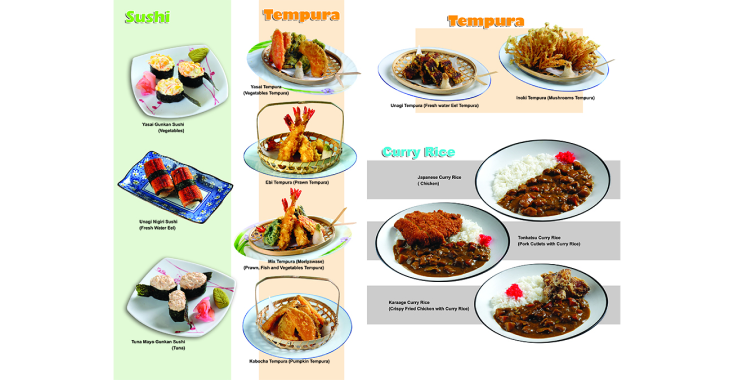 Sushi
Yasai Gunkan Sushi
(Vegetables)
Unagi Nigiri Sushi
(Fresh Water Eel)
Tuna Mayo Gunkan Sushi
(Tuna)
Tempura
Yasai Tempura
(Vegetables Tempura)
Ebi Tempura (Prawn Tempura)
Mix Tempura (Moriyawase)
(Prawn, Fish and Vegetables Tempura)
Kabocha Tempura (Pumpkin Tempura)
Tempura
Unagi Tempura (Fresh water Eel Tempura)
Inoki Tempura (Mushrooms Tempura)
Curry Rice
Japanese Curry Rice
( Chicken)
Tonkatsu Curry Rice
(Pork Cutlets with Curry Rice)
Karaage Curry Rice
(Crispy Fried Chicken with Curry Rice)